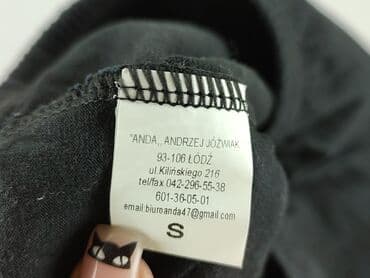 "ANDA,, ANDRZEJ JÓŹWIAK
93-106 ŁÓDŹ
ul.Kilińskiego 216
tel/fax 042-296-55-38
601-36-05-01
email:biuroanda47@gmail.com
S